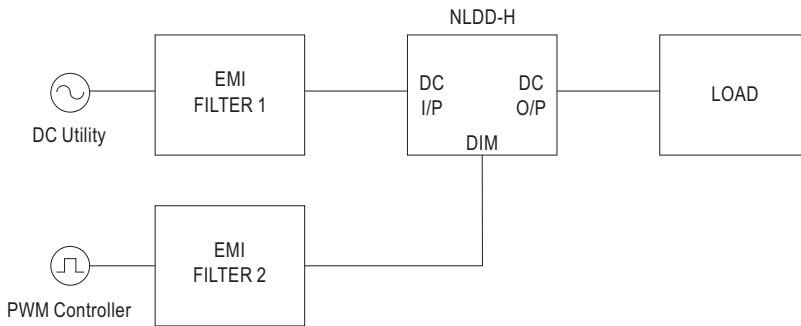 NLDD-H
EMI
FILTER 1
DC
I/P
DC
O/P
DIM
LOAD
DC Utility
EMI
FILTER 2
PWM Controller